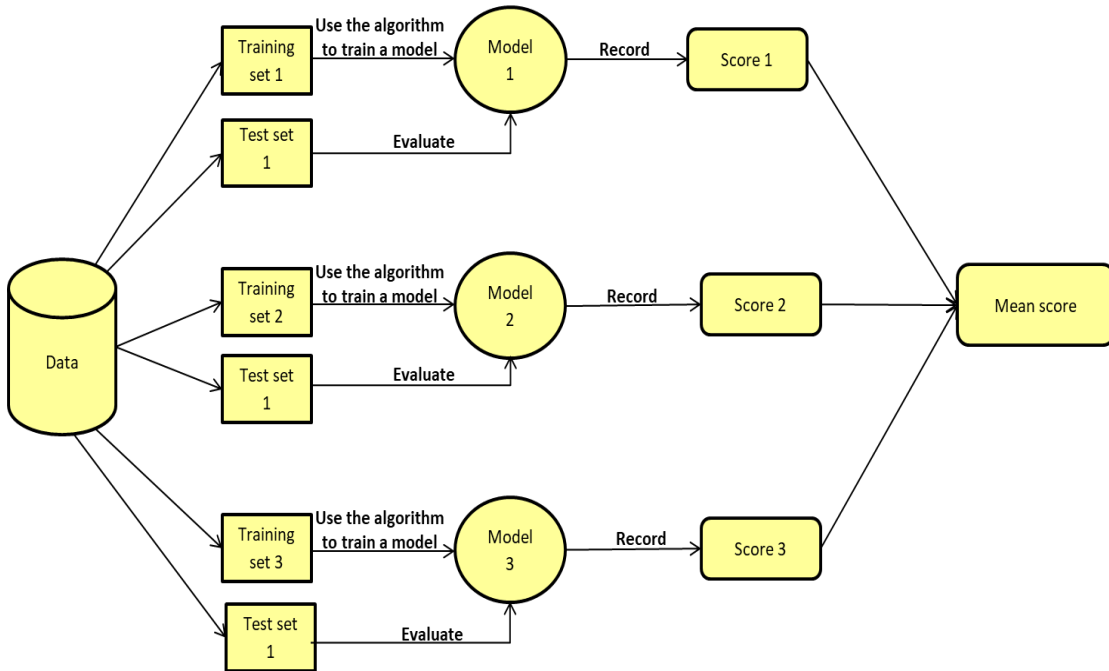 Training
set 1
Use the algorithm
to train a model
Model
1
Record
Score 1
Test set
1
Evaluate
Data
Training
set 2
Use the algorithm
to train a model
Model
2
Record
Score 2
Mean score
Test set
1
Evaluate
Training
set 3
Use the algorithm
to train a model
Model
3
Record
Score 3
Test set
1
Evaluate